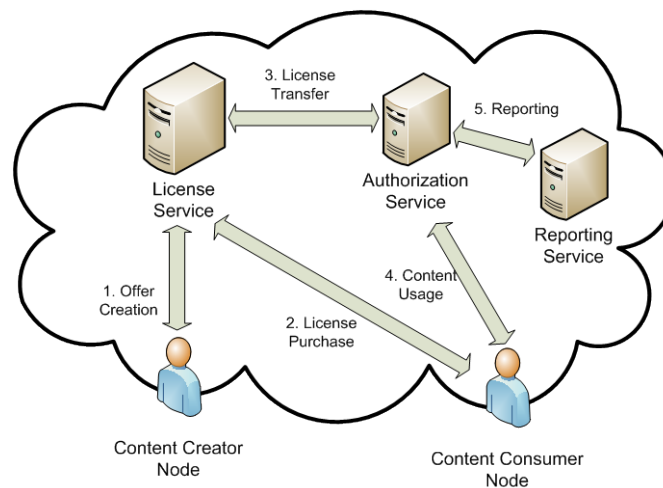 3. License
Transfer
5. Reporting
License
Service
Authorization
Service
Reporting
Service
1. Offer
Creation
2. License
Purchase
4. Content
Usage
Content Creator
Node
Content Consumer
Node